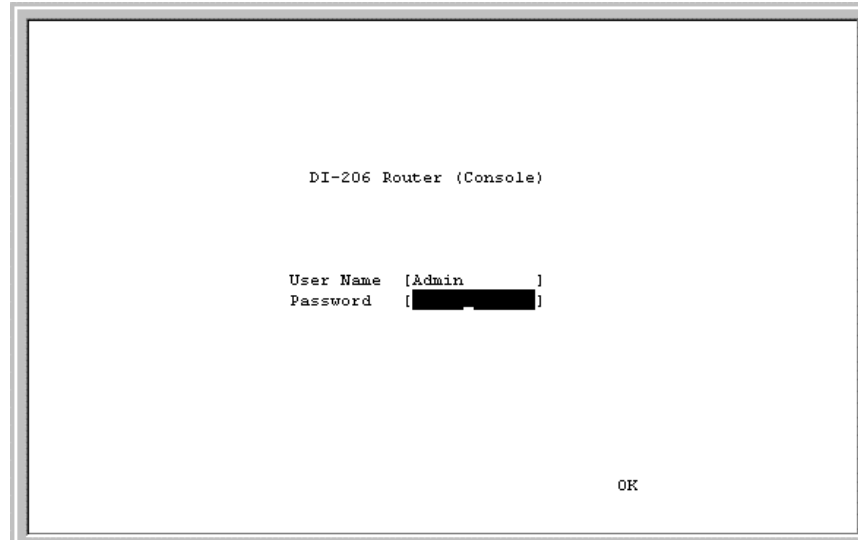 DI-206 Router (Console)
User Name [Admin ]
Password [ _ ]
OK